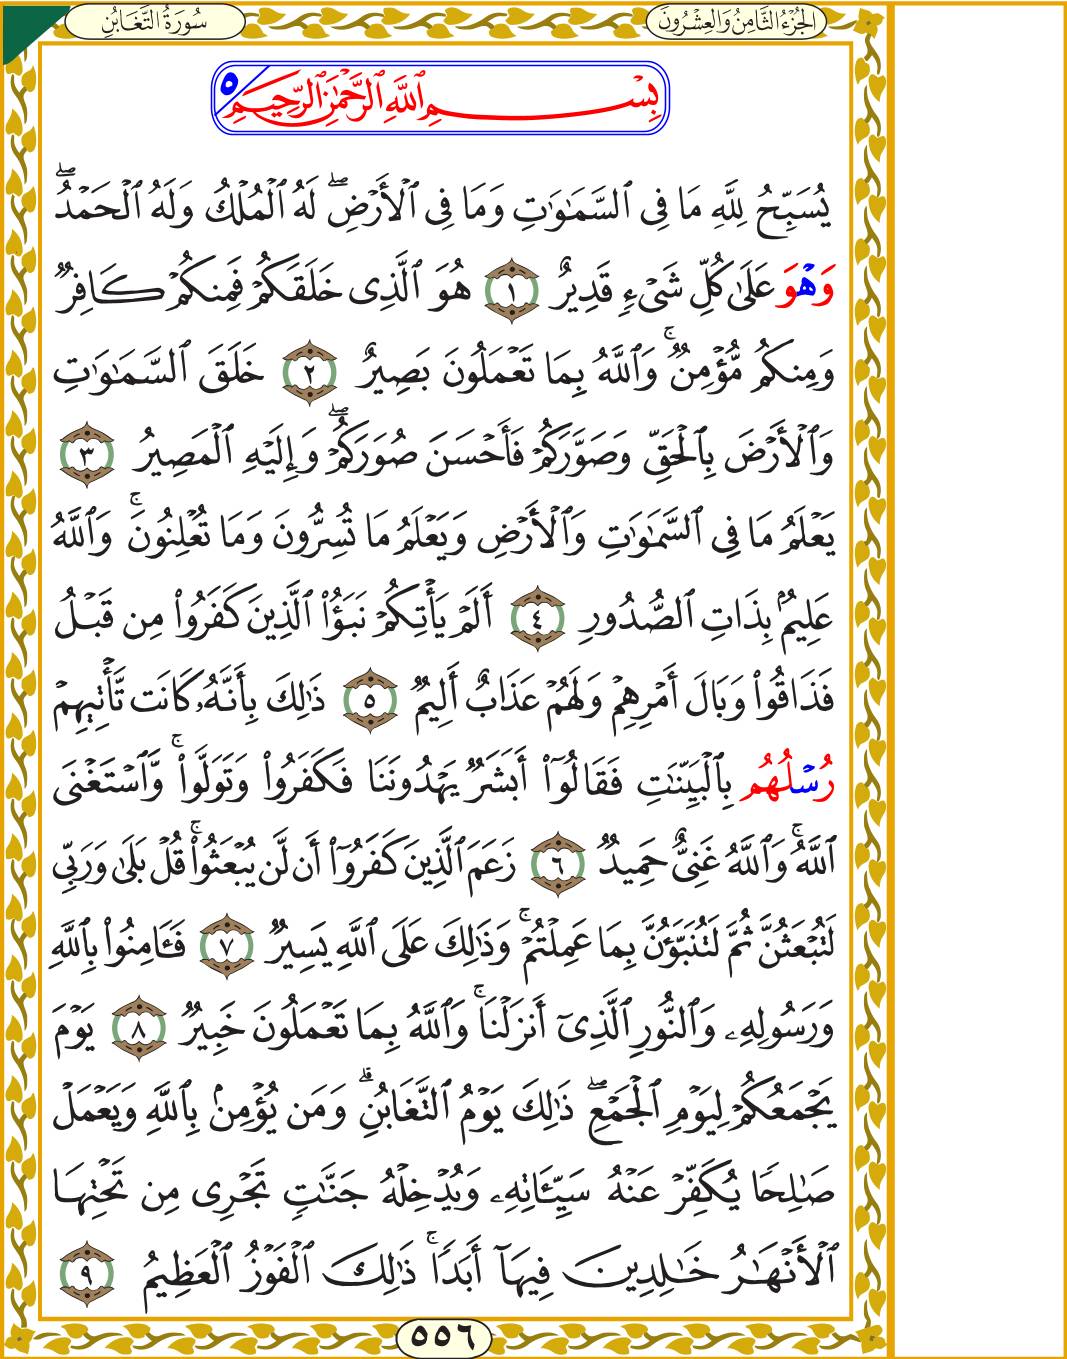 سُورَةُ التَّغَابُن
الجُزْءُ الثَّامِنُ وَالعِشْرُونَ
بِسْمِ ٱللَّهِ ٱلرَّحْمَٰنِ ٱلرَّحِيمِ ٥
يُسَبِّحُ لِلَّهِ مَا فِى ٱلسَّمَٰوَٰتِ وَمَا فِى ٱلْأَرْضِۖ لَهُ ٱلْمُلْكُ وَلَهُ ٱلْحَمْدُۖ
وَهْوَ عَلَىٰ كُلِّ شَىْءٍ قَدِيرٌ ١ هُوَ ٱلَّذِى خَلَقَكُمْ فَمِنكُمْ كَافِرٌ
وَمِنكُم مُّؤْمِنٌۚ وَٱللَّهُ بِمَا تَعْمَلُونَ بَصِيرٌ ٢ خَلَقَ ٱلسَّمَٰوَٰتِ
وَٱلْأَرْضَ بِٱلْحَقِّ وَصَوَّرَكُمْ فَأَحْسَنَ صُوَرَكُمْۖ وَإِلَيْهِ ٱلْمَصِيرُ ٣
يَعْلَمُ مَا فِى ٱلسَّمَٰوَٰتِ وَٱلْأَرْضِ وَيَعْلَمُ مَا تُسِرُّونَ وَمَا تُعْلِنُونَۚ وَٱللَّهُ
عَلِيمٌۢ بِذَاتِ ٱلصُّدُورِ ٤ أَلَمْ يَأْتِكُمْ نَبَؤُا۟ ٱلَّذِينَ كَفَرُوا۟ مِن قَبْلُ
فَذَاقُوا۟ وَبَالَ أَمْرِهِمْ وَلَهُمْ عَذَابٌ أَلِيمٌ ٥ ذَٰلِكَ بِأَنَّهُۥ كَانَت تَّأْتِيهِمْ
رُسْلُهُم بِٱلْبَيِّنَٰتِ فَقَالُوٓا۟ أَبَشَرٌ يَهْدُونَنَا فَكَفَرُوا۟ وَتَوَلَّوا۟ۚ وَّٱسْتَغْنَى
ٱللَّهُۚ وَٱللَّهُ غَنِىٌّ حَمِيدٌ ٦ زَعَمَ ٱلَّذِينَ كَفَرُوٓا۟ أَن لَّن يُبْعَثُوا۟ۚ قُلْ بَلَىٰ وَرَبِّى
لَتُبْعَثُنَّ ثُمَّ لَتُنَبَّؤُنَّ بِمَا عَمِلْتُمْۚ وَذَٰلِكَ عَلَى ٱللَّهِ يَسِيرٌ ٧ فَـَٔامِنُوا۟ بِٱللَّهِ
وَرَسُولِهِۦ وَٱلنُّورِ ٱلَّذِىٓ أَنزَلْنَاۚ وَٱللَّهُ بِمَا تَعْمَلُونَ خَبِيرٌ ٨ يَوْمَ
يَجْمَعُكُمْ لِيَوْمِ ٱلْجَمْعِۖ ذَٰلِكَ يَوْمُ ٱلتَّغَابُنِۗ وَمَن يُؤْمِنۢ بِٱللَّهِ وَيَعْمَلْ
صَٰلِحًا يُكَفِّرْ عَنْهُ سَيِّـَٔاتِهِۦ وَيُدْخِلْهُ جَنَّٰتٍ تَجْرِى مِن تَحْتِهَا
ٱلْأَنْهَٰرُ خَٰلِدِينَ فِيهَآ أَبَدًاۚ ذَٰلِكَ ٱلْفَوْزُ ٱلْعَظِيمُ ٩
٥٥٦